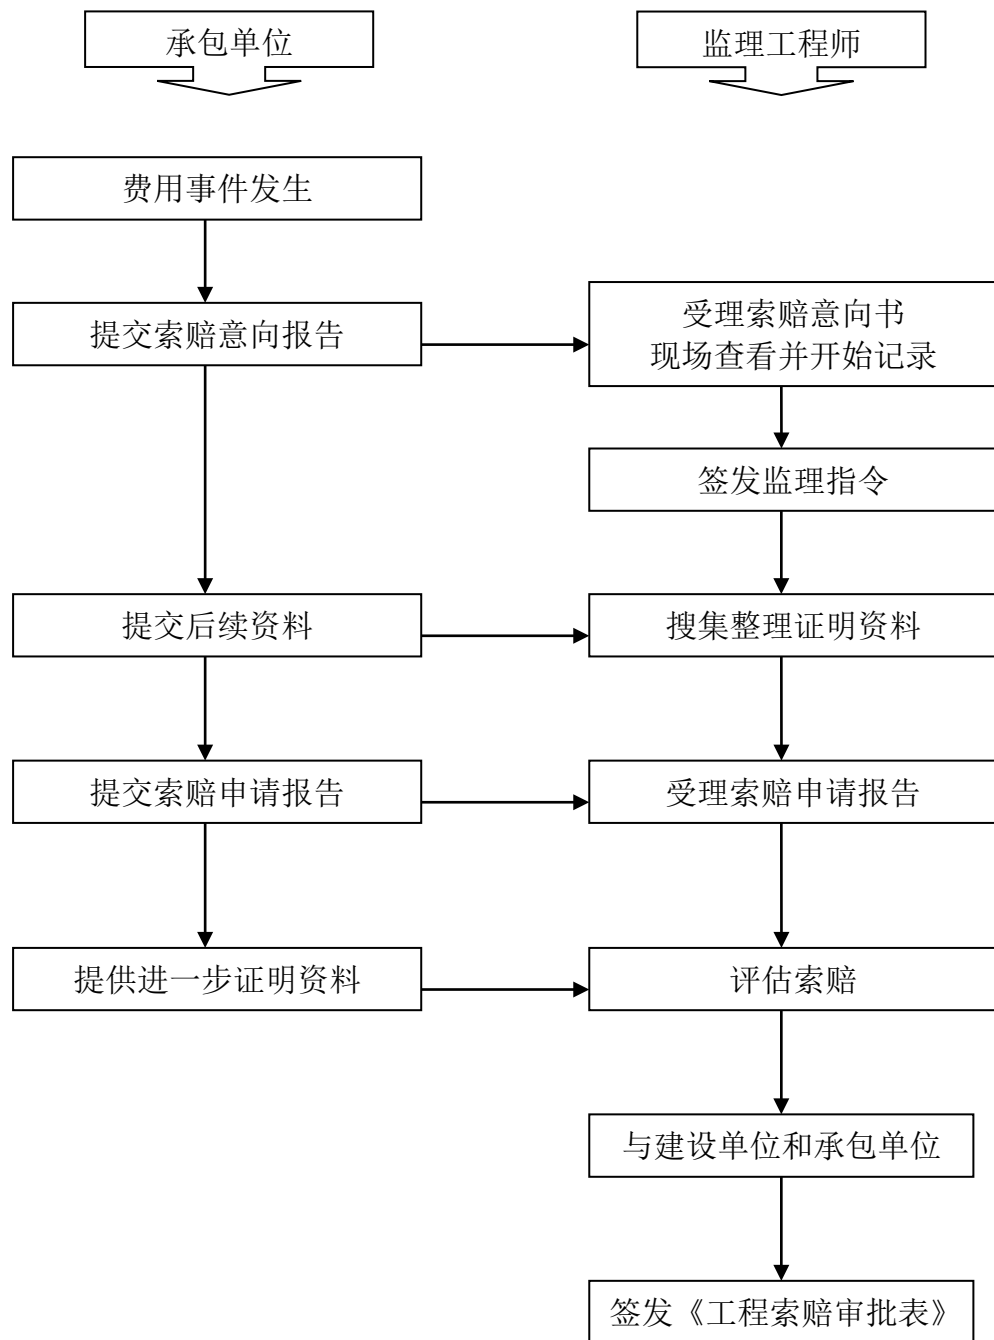 承包单位
监理工程师
费用事件发生
提交索赔意向报告
受理索赔意向书
现场查看并开始记录
签发监理指令
提交后续资料
搜集整理证明资料
提交索赔申请报告
受理索赔申请报告
提供进一步证明资料
评估索赔
与建设单位和承包单位
签发《工程索赔审批表》